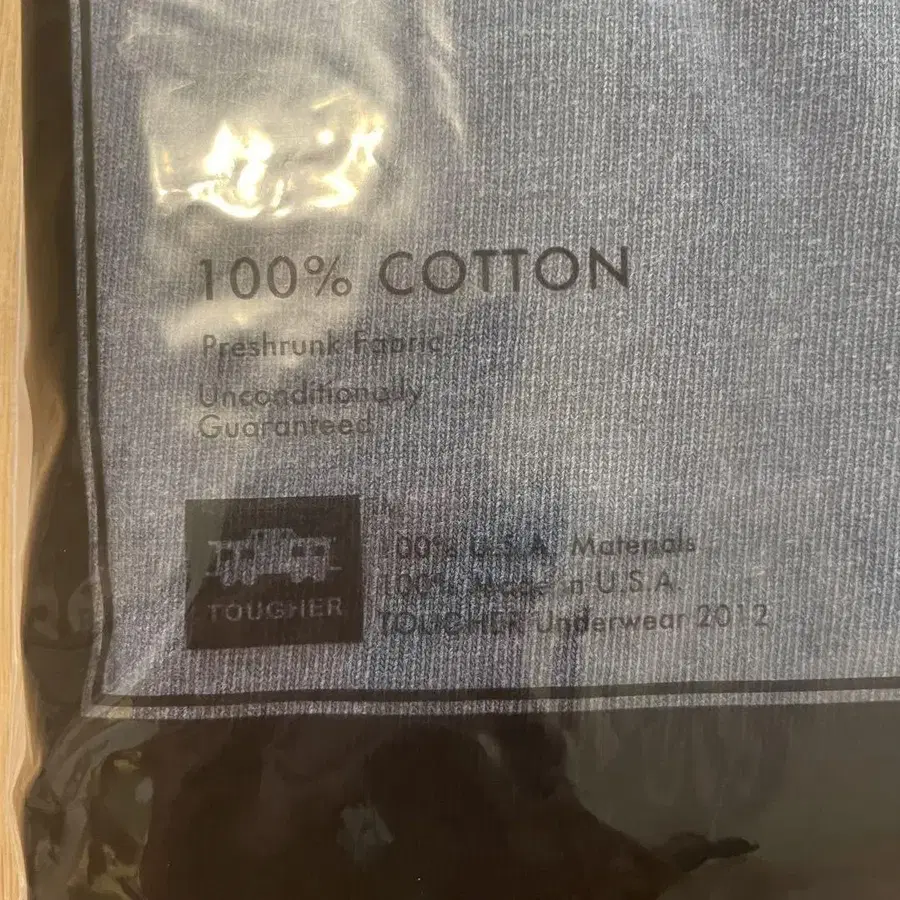 100% COTTON
Preshrunk Fabric
Unconditionally
Guaranteed
TOUGHER
100% U.S.A. Materials
100% Made in U.S.A.
TOUGHER Underwear 2012